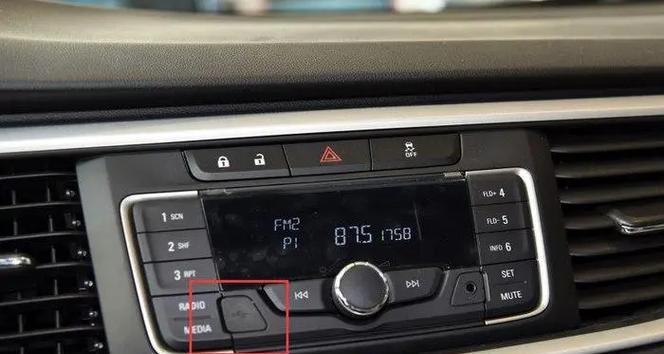 OFF
FM2
P1
87.5 17:58
1 SCN
2 SHF
3 RPT
RADIO
MEDIA
FLD+ 4
FLD- 5
INFO 6
SET
MUTE